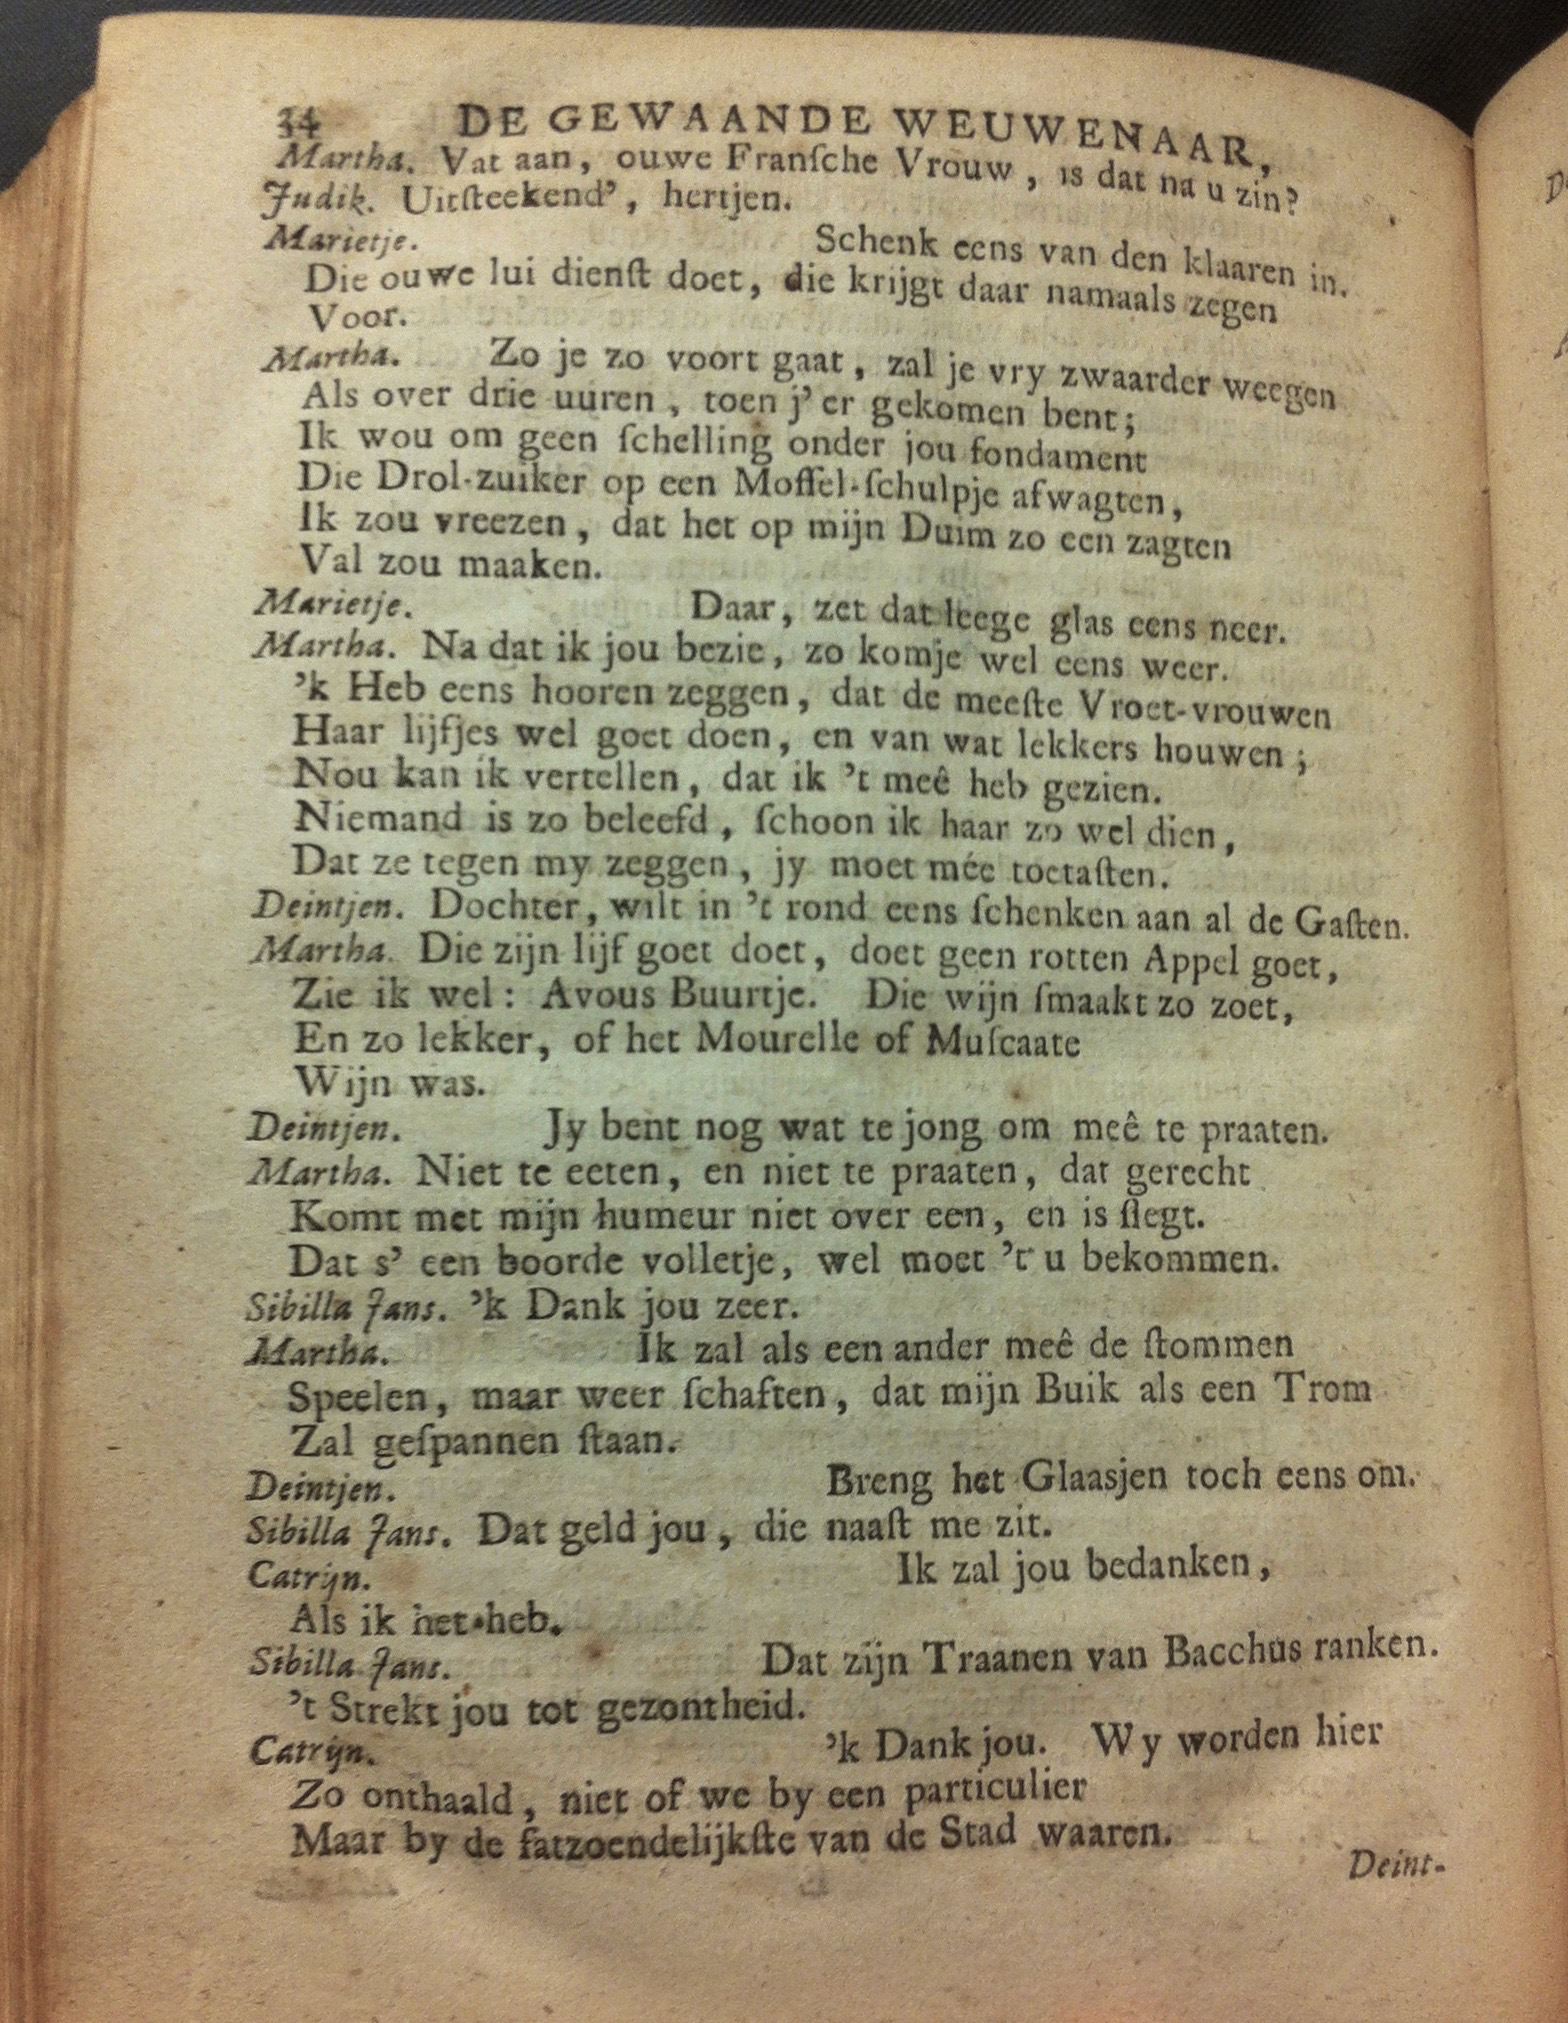 34 DE GEWAANDE WEUWENAAR,
Martha. Vat aan, ouwe Franſche Vrouw, is dat na u zin?
Judik. Uitſteekend', hertjen.
Marietje. Schenk eens van den klaaren in.
Die ouwe lui dienſt doet, die krijgt daar namaals zegen
Voor.
Martha. Zo je zo voort gaat, zal je vry zwaarder weegen
Als over drie uuren, toen j'er gekomen bent;
Ik wou om geen ſchelling onder jou fondament
Die Drol-zuiker op een Moſſel-ſchulpje afwagten,
Ik zou vreezen, dat het op mijn Duim zo een zagten
Val zou maaken.
Marietje. Daar, zet dat leege glas eens neer.
Martha. Na dat ik jou bezie, zo komje wel eens weer.
'k Heb eens hooren zeggen, dat de meeſte Vroet-vrouwen
Haar lijfjes wel goet doen, en van wat lekkers houwen;
Nou kan ik vertellen, dat ik 't meê heb gezien.
Niemand is zo beleefd, ſchoon ik haar zo wel dien,
Dat ze tegen my zeggen, jy moet mée toetaſten.
Deintjen. Dochter, wilt in 't rond eens ſchenken aan al de Gaſten.
Martha. Die zijn lijf goet doet, doet geen rotten Appel goet,
Zie ik wel: Avous Buurtje. Die wijn ſmaakt zo zoet,
En zo lekker, of het Mourelle of Muſcaate
Wijn was.
Deintjen. Jy bent nog wat te jong om meê te praaten.
Martha. Niet te eeten, en niet te praaten, dat gerecht
Komt met mijn humeur niet over een, en is ſlegt.
Dat s' een boorde volletje, wel moet 't u bekommen.
Sibilla Jans. 'k Dank jou zeer.
Martha. Ik zal als een ander meê de ſtommen
Speelen, maar weer ſchaften, dat mijn Buik als een Trom
Zal geſpannen ſtaan.
Deintjen. Breng het Glaasjen toch eens om.
Sibilla Jans. Dat geld jou, die naaſt me zit.
Catrijn. Ik zal jou bedanken,
Als ik het heb.
Sibilla Jans. Dat zijn Traanen van Bacchus ranken.
't Strekt jou tot gezontheid.
Catrijn. 'k Dank jou. Wy worden hier
Zo onthaald, niet of we by een particulier
Maar by de fatzoendelijkſte van de Stad waaren.
Deint-